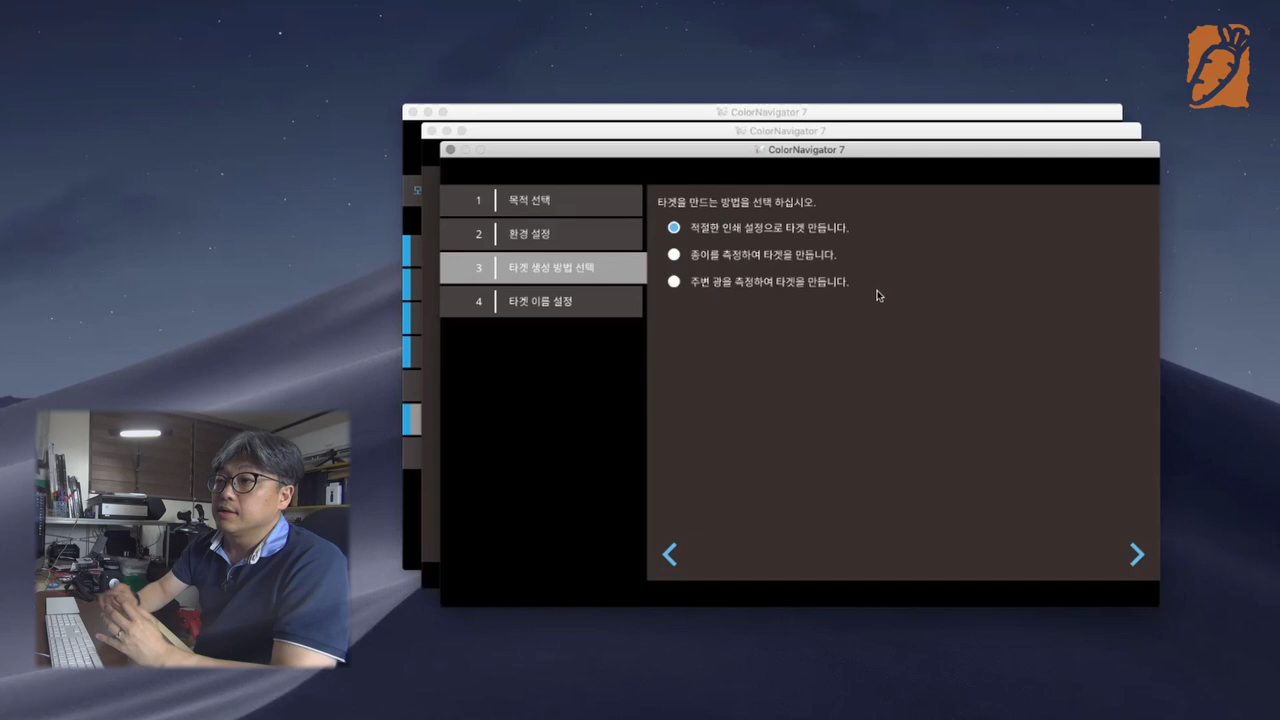 ColorNavigator 7
ColorNavigator 7
ColorNavigator 7
모
1 목적 선택
2 환경 설정
3 타겟 생성 방법 선택
4 타겟 이름 설정
타겟을 만드는 방법을 선택 하십시오.
적절한 인쇄 설정으로 타겟 만듭니다.
종이를 측정하여 타겟을 만듭니다.
주변 광을 측정하여 타겟을 만듭니다.